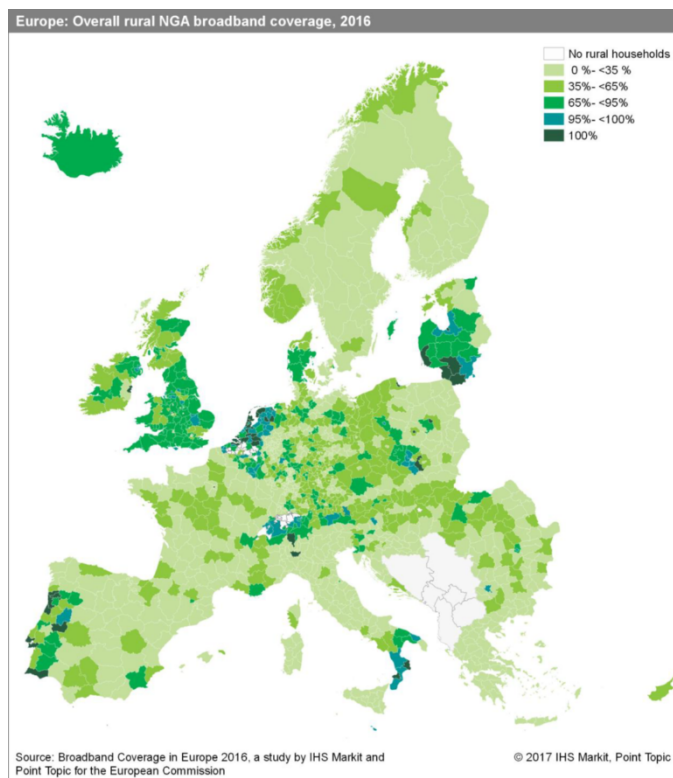 Europe: Overall rural NGA broadband coverage, 2016
No rural households
0 %- <35 %
35%- <65%
65%- <95%
95%- <100%
100%
Source: Broadband Coverage in Europe 2016, a study by IHS Markit and
Point Topic for the European Commission
© 2017 IHS Markit, Point Topic